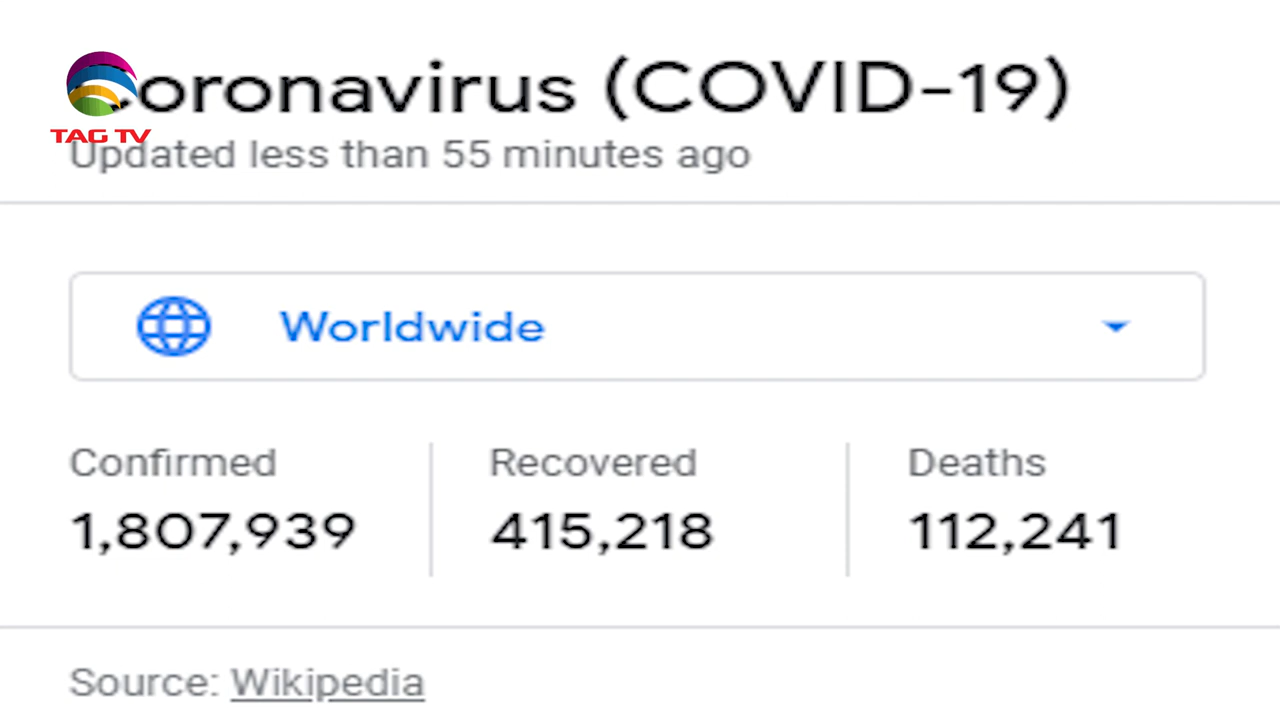 Coronavirus (COVID-19)
TAG TV
Updated less than 55 minutes ago
Worldwide
Confirmed
1,807,939
Recovered
415,218
Deaths
112,241
Source: Wikipedia